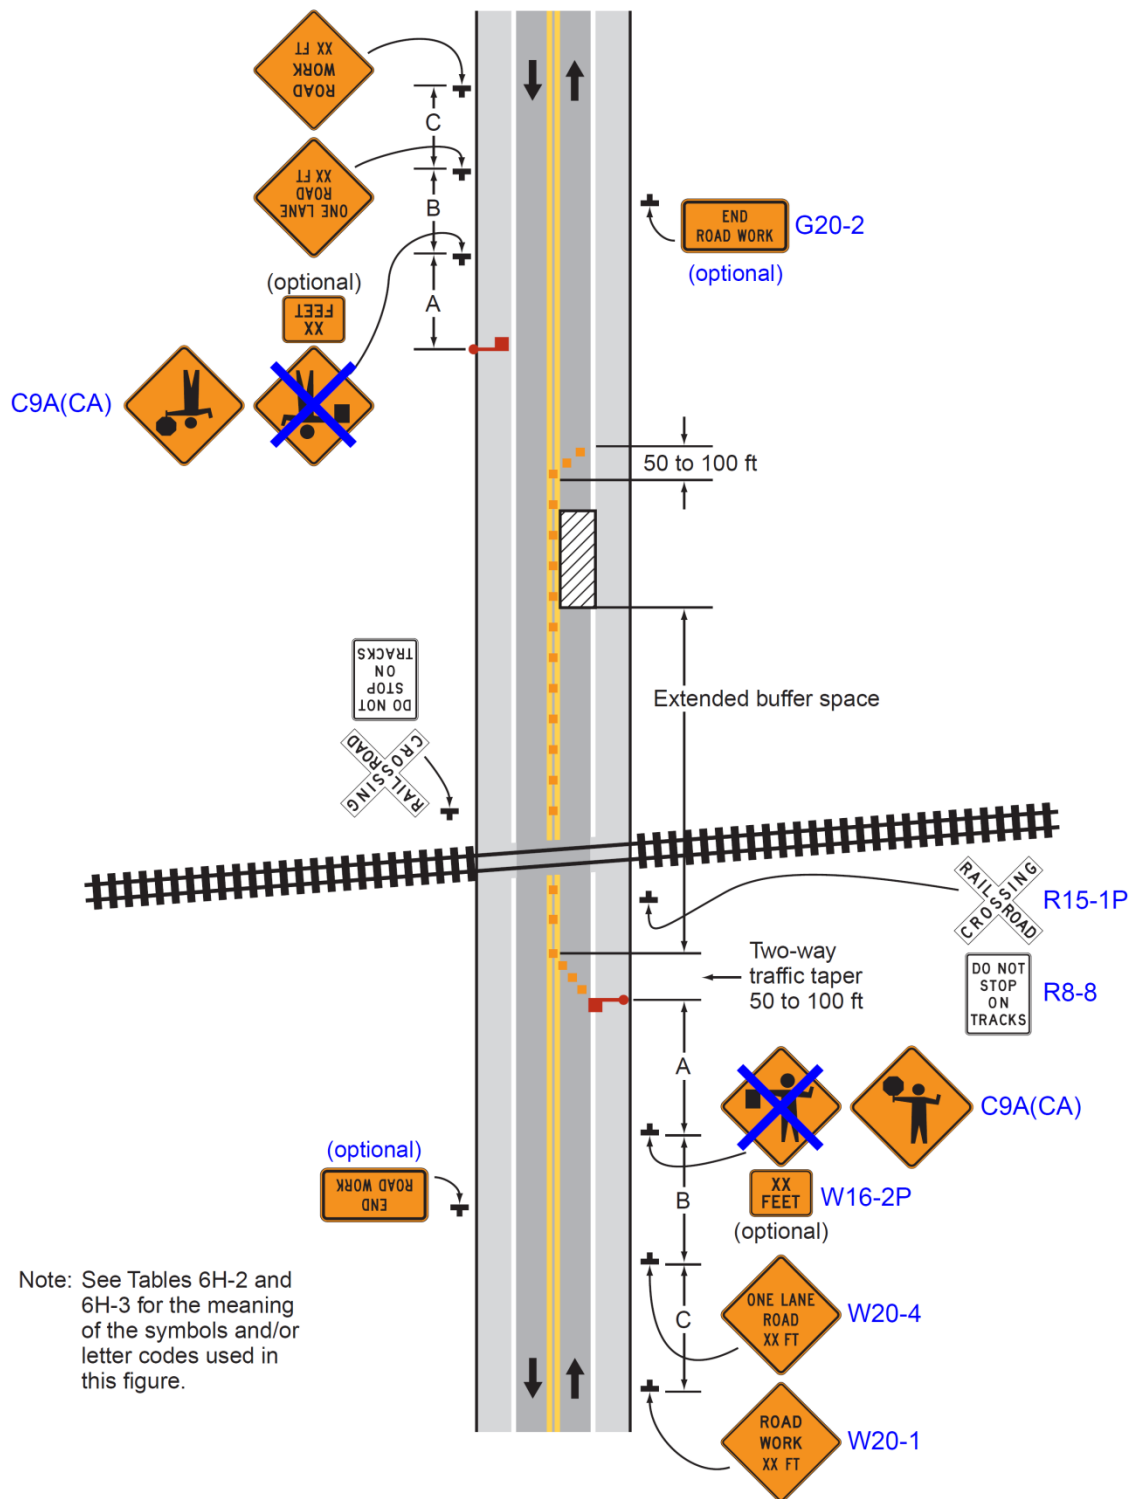 ROAD
WORK
XX FT
C
ONE LANE
ROAD
XX FT
B
END
ROAD WORK
G20-2
(optional)
(optional)
XX
FEET
A
C9A(CA)
50 to 100 ft
DO NOT
STOP
ON
TRACKS
Extended buffer space
RAILROAD
CROSSING
RAILROAD
CROSSING
R15-1P
Two-way
traffic taper
50 to 100 ft
DO NOT
STOP
ON
TRACKS
R8-8
A
C9A(CA)
(optional)
END
ROAD WORK
B
XX
FEET
W16-2P
(optional)
Note: See Tables 6H-2 and
6H-3 for the meaning
of the symbols and/or
letter codes used in
this figure.
C
ONE LANE
ROAD
XX FT
W20-4
ROAD
WORK
XX FT
W20-1